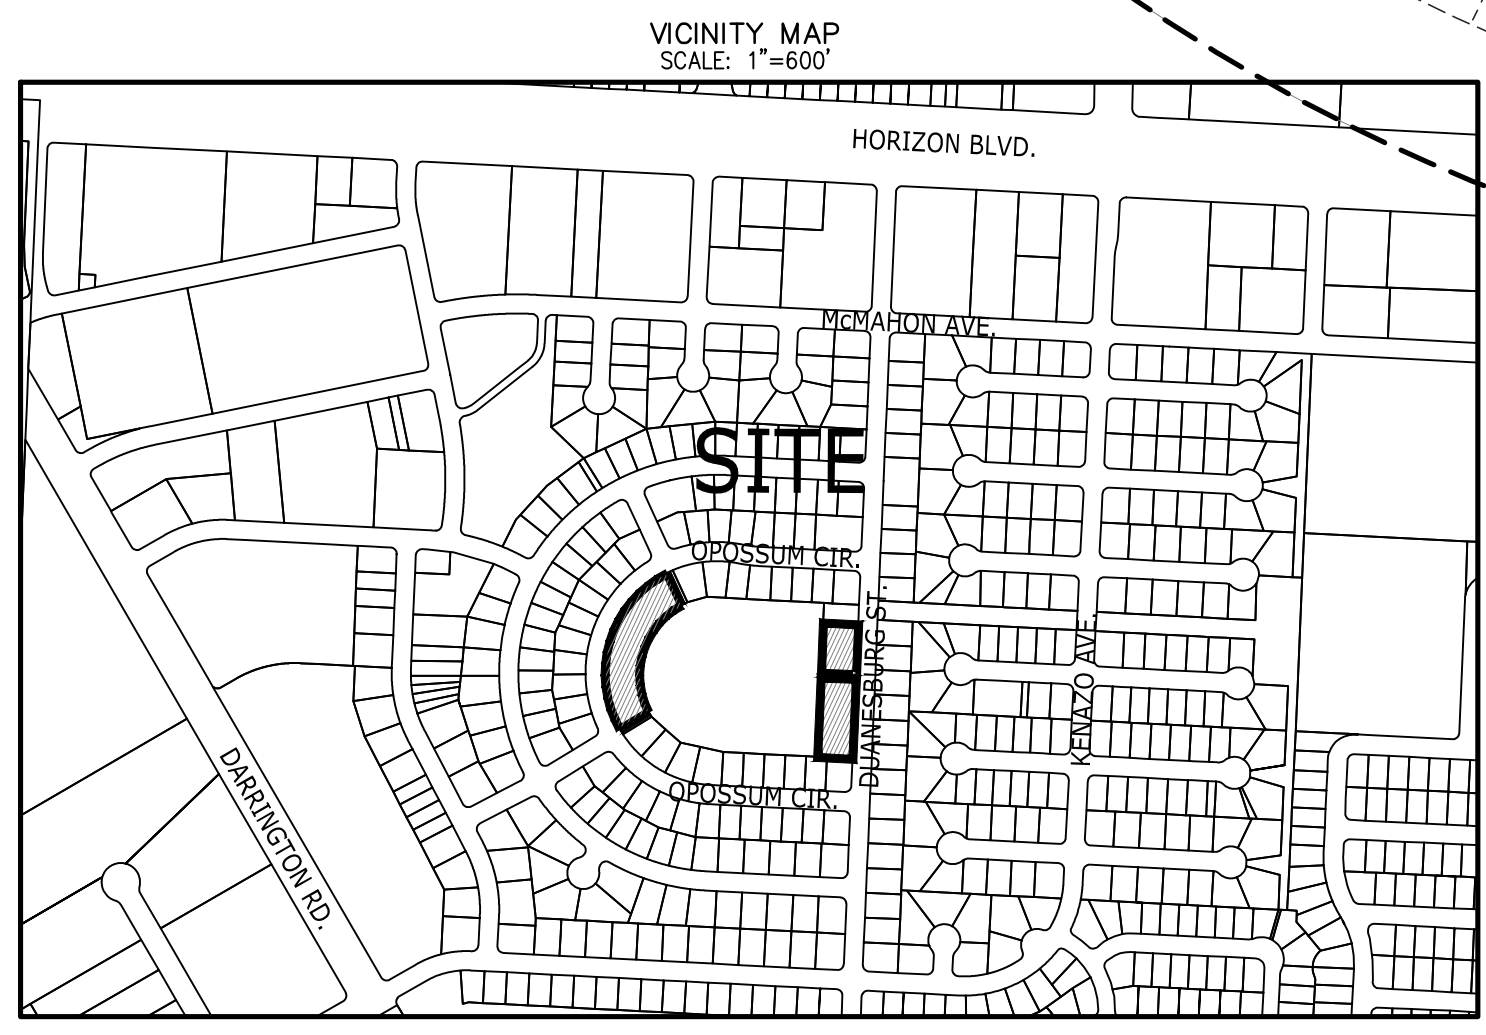 VICINITY MAP
SCALE: 1"=600'
HORIZON BLVD.
McMAHON AVE.
SITE
OPOSSUM CIR.
DUANESBURG ST.
KENAZO AVE.
OPOSSUM CIR.
DARRINGTON RD.